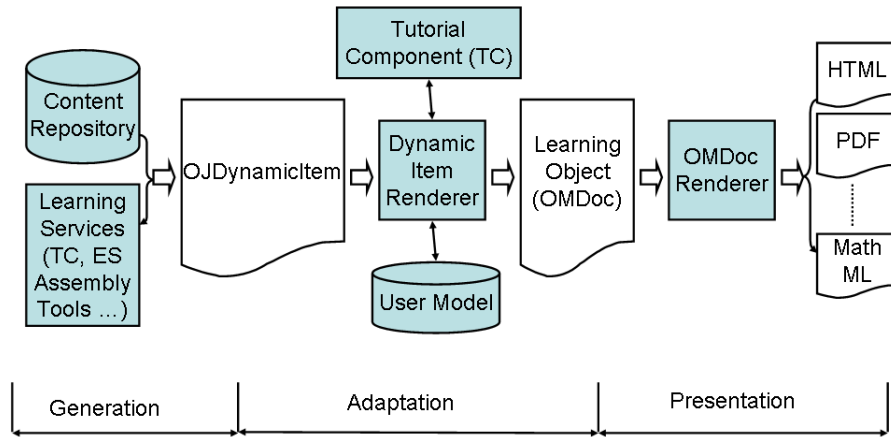 Tutorial
Component (TC)
Content
Repository
Learning
Services
(TC, ES
Assembly
Tools …)
OJDynamicItem
Dynamic
Item
Renderer
User Model
Learning
Object
(OMDoc)
OMDoc
Renderer
HTML
PDF
Math
ML
Generation
Adaptation
Presentation